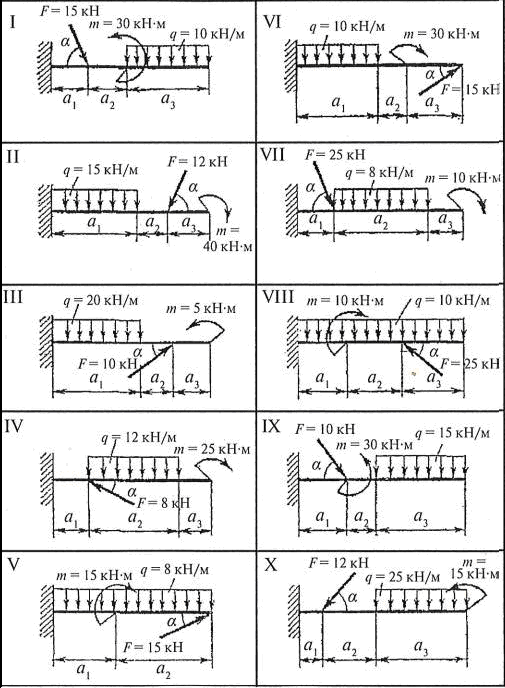 I
F = 15 кН
m = 30 кН·м
q = 10 кН/м
α
a₁
a₂
a₃
VI
q = 10 кН/м
m = 30 кН·м
α
F = 15 кН
a₁
a₂
a₃
II
q = 15 кН/м
F = 12 кН
α
a₁
a₂
a₃
m =
40 кН·м
VII
F = 25 кН
q = 8 кН/м
m = 10 кН·м
α
a₁
a₂
a₃
III
q = 20 кН/м
m = 5 кН·м
F = 10 кН
α
a₁
a₂
a₃
VIII
m = 10 кН·м
q = 10 кН/м
α
F = 25 кН
a₁
a₂
a₃
IV
q = 12 кН/м
m = 25 кН·м
α
F = 8 кН
a₁
a₂
a₃
IX
F = 10 кН
m = 30 кН·м
q = 15 кН/м
α
a₁
a₂
a₃
V
m = 15 кН·м
q = 8 кН/м
α
F = 15 кН
a₁
a₂
X
F = 12 кН
m =
15 кН·м
q = 25 кН/м
α
a₁
a₂
a₃